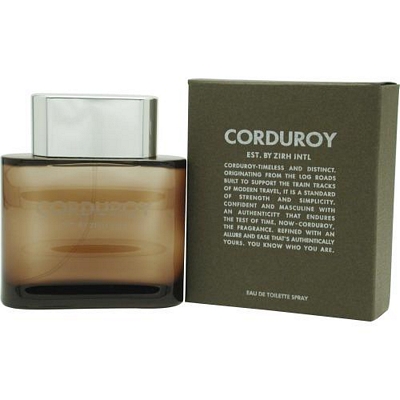 CORDUROY
EST. BY ZIRH INTL
CORDUROY-TIMELESS AND DISTINCT.
ORIGINATING FROM THE LOG ROADS
BUILT TO SUPPORT THE TRAIN TRACKS
OF MODERN TRAVEL, IT IS A STANDARD
OF STRENGTH AND SIMPLICITY.
CONFIDENT AND MASCULINE WITH
AN AUTHENTICITY THAT ENDURES
THE TEST OF TIME. NOW-CORDUROY,
THE FRAGRANCE. REFINED WITH AN
ALLURE AND EASE THAT'S AUTHENTICALLY
YOURS. YOU KNOW WHO YOU ARE.
EAU DE TOILETTE SPRAY
CORDUROY